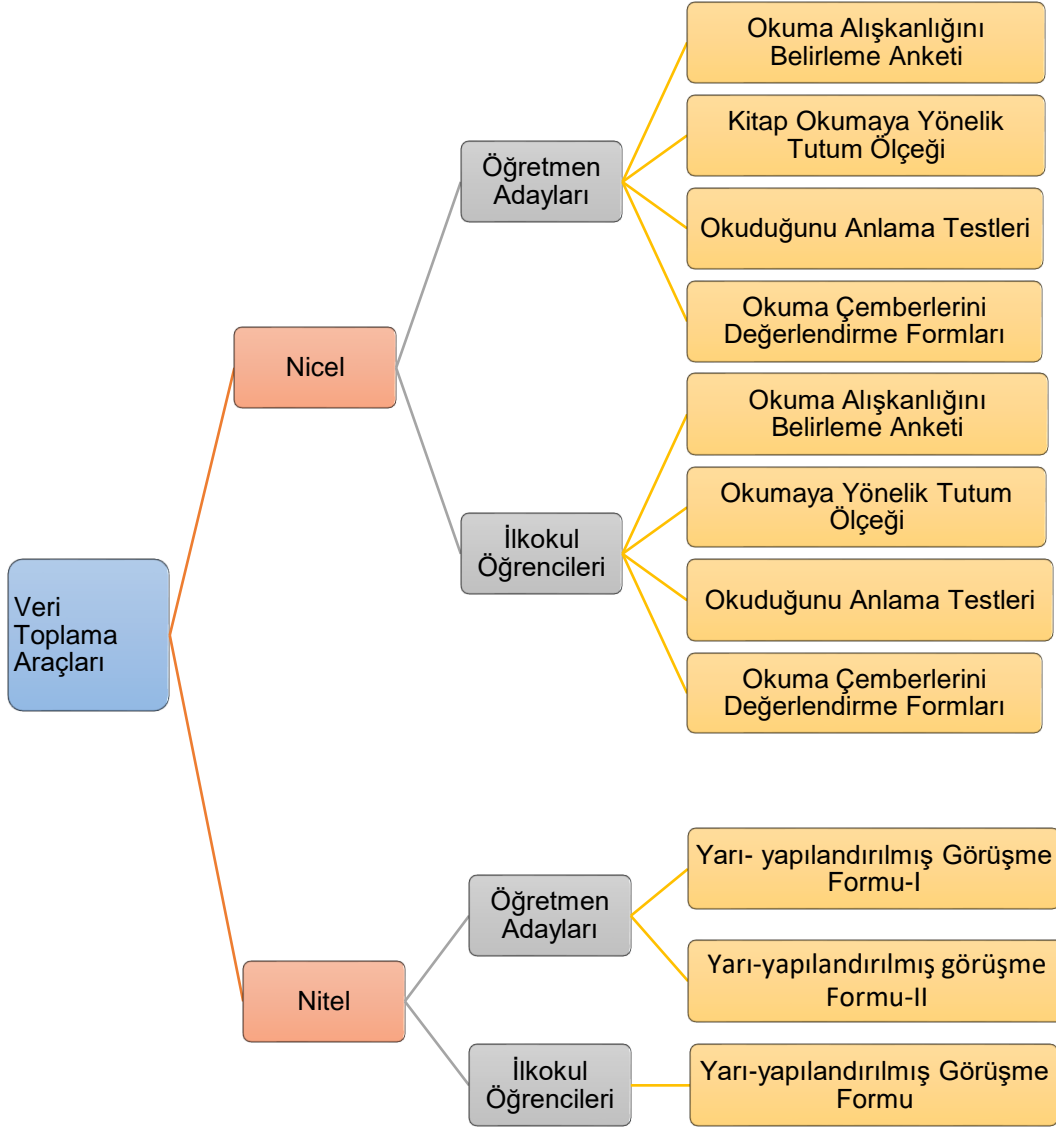 Veri
Toplama
Araçları
Nicel
Öğretmen
Adayları
Okuma Alışkanlığını
Belirleme Anketi
Kitap Okumaya Yönelik
Tutum Ölçeği
Okuduğunu Anlama Testleri
Okuma Çemberlerini
Değerlendirme Formları
İlkokul
Öğrencileri
Okuma Alışkanlığını
Belirleme Anketi
Okumaya Yönelik Tutum
Ölçeği
Okuduğunu Anlama Testleri
Okuma Çemberlerini
Değerlendirme Formları
Nitel
Öğretmen
Adayları
Yarı- yapılandırılmış Görüşme
Formu-I
Yarı-yapılandırılmış görüşme
Formu-II
İlkokul
Öğrencileri
Yarı-yapılandırılmış Görüşme
Formu